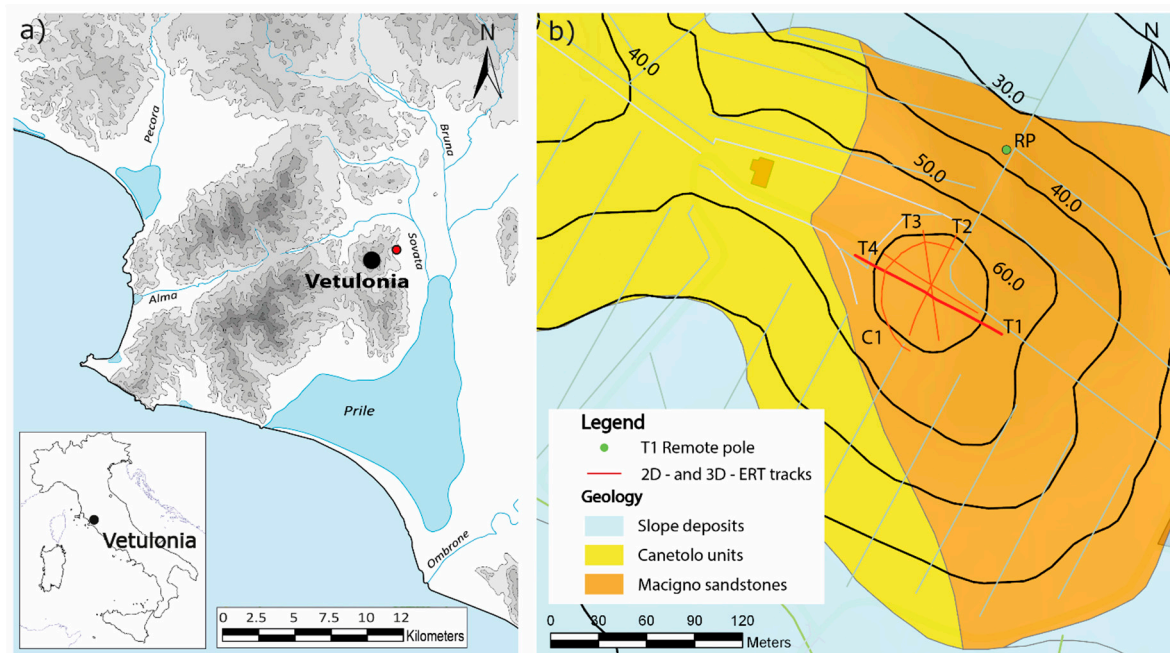 a)
N
Pecora
Bruna
Sovata
Vetulonia
Alma
Prile
Ombrone
Vetulonia
0 2.5 5 7.5 10 12
Kilometers
b)
N
40.0
30.0
RP
50.0
40.0
T3
T2
T4
60.0
T1
C1
Legend
T1 Remote pole
2D - and 3D - ERT tracks
Geology
Slope deposits
Canetolo units
Macigno sandstones
0 30 60 90 120
Meters